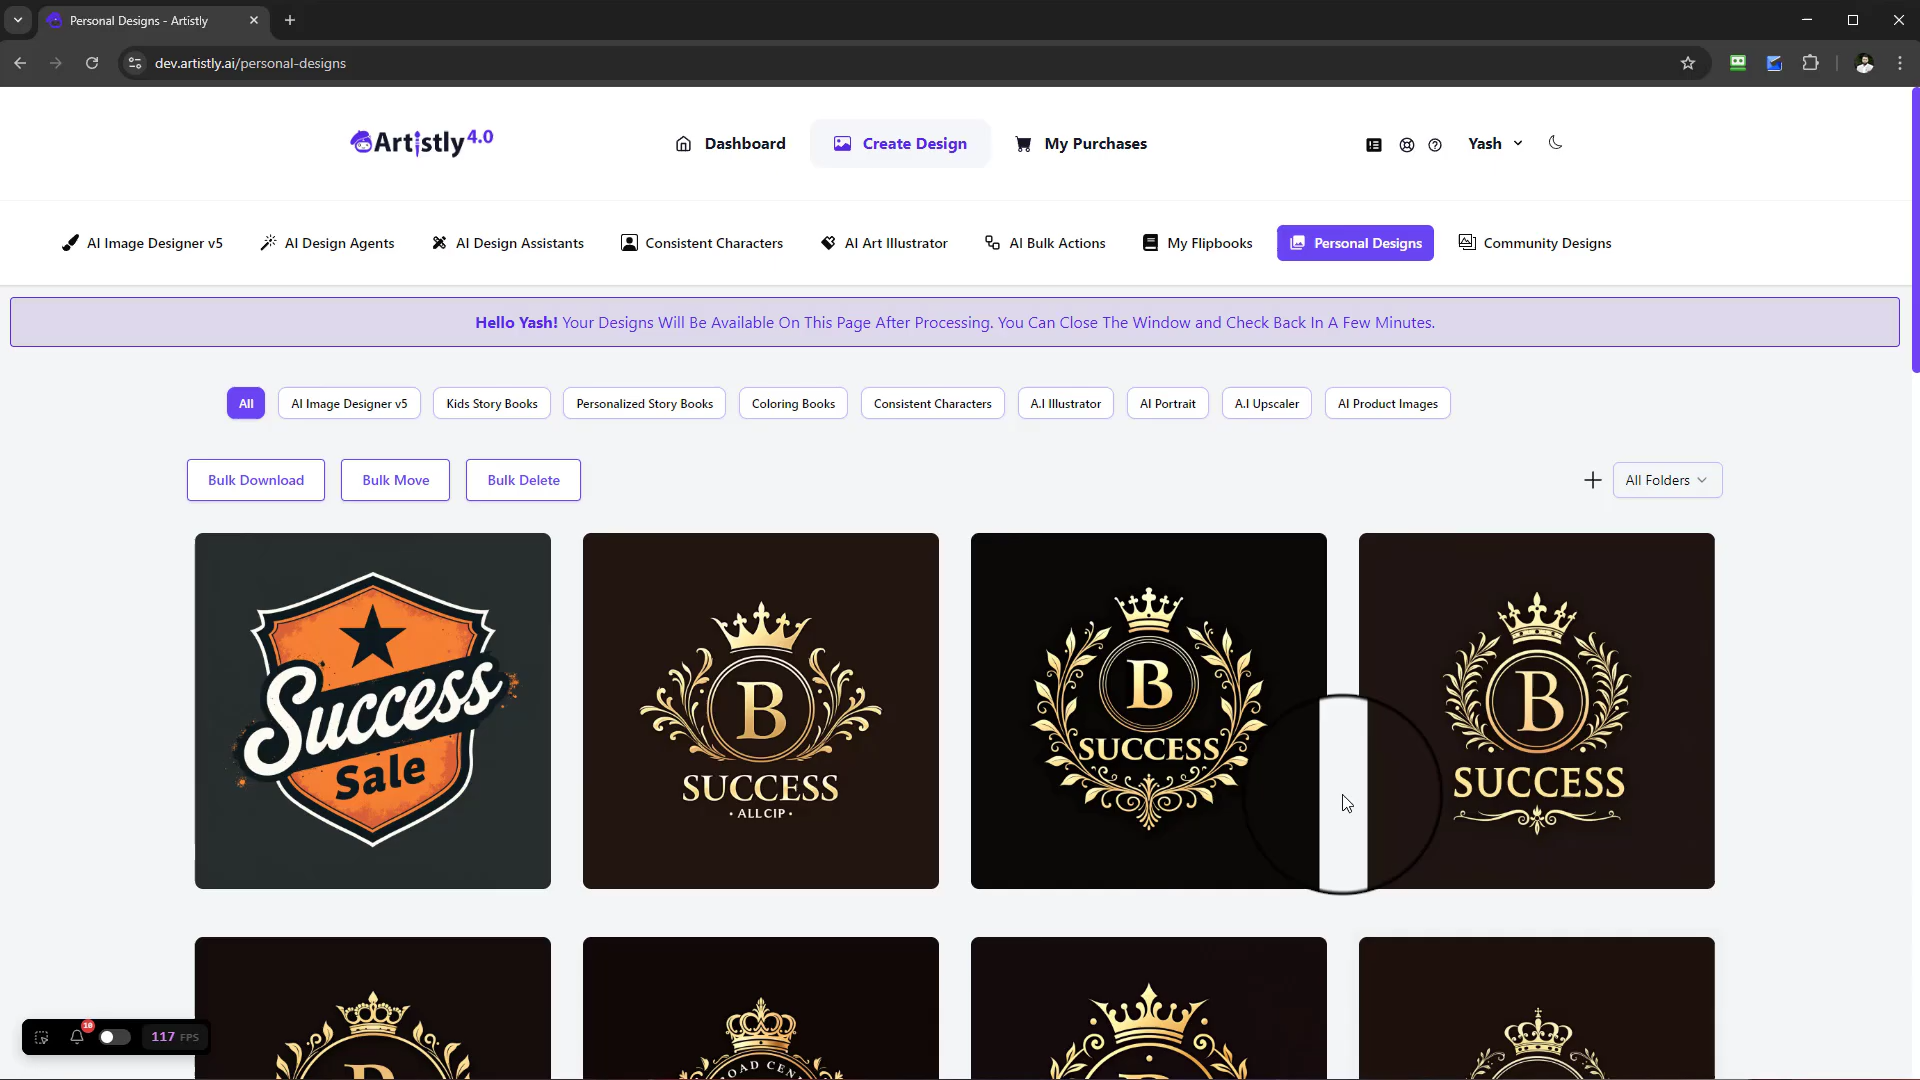 Personal Designs - Artistly
dev.artistly.ai/personal-designs
Artistly 4.0
Dashboard
Create Design
My Purchases
Yash
AI Image Designer v5
AI Design Agents
AI Design Assistants
Consistent Characters
AI Art Illustrator
AI Bulk Actions
My Flipbooks
Personal Designs
Community Designs
Hello Yash! Your Designs Will Be Available On This Page After Processing. You Can Close The Window and Check Back In A Few Minutes.
All
AI Image Designer v5
Kids Story Books
Personalized Story Books
Coloring Books
Consistent Characters
A.I Illustrator
AI Portrait
A.I Upscaler
AI Product Images
Bulk Download
Bulk Move
Bulk Delete
All Folders
Success
Sale
B
SUCCESS
• ALLCIP •
B
SUCCESS
B
SUCCESS
10
117 FPS